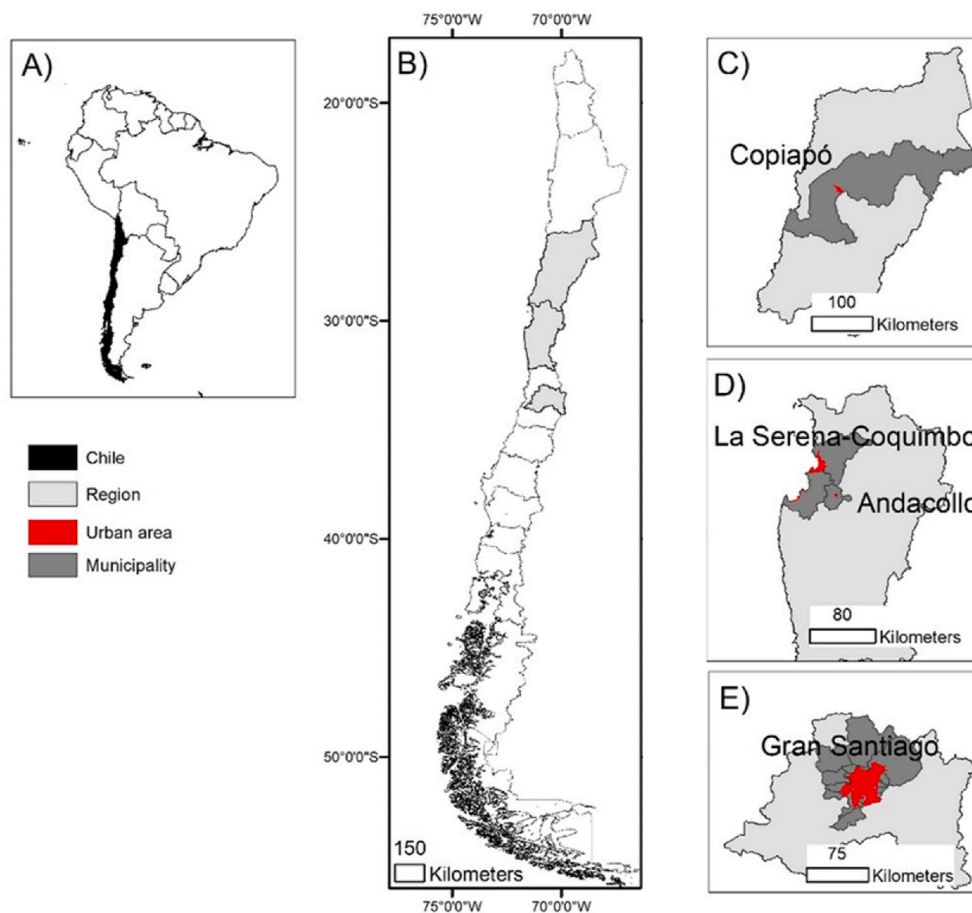 A)
Chile
Region
Urban area
Municipality
75°0'0"W 70°0'0"W
B)
20°0'0"S
30°0'0"S
40°0'0"S
50°0'0"S
150
Kilometers
75°0'0"W 70°0'0"W
C)
Copiapó
100
Kilometers
D)
La Serena-Coquimbo
Andacollo
80
Kilometers
E)
Gran Santiago
75
Kilometers